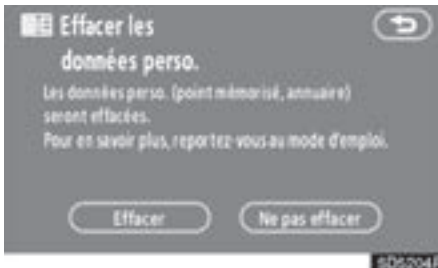 Effacer les
données perso.
Les données perso. (point mémorisé, annuaire)
seront effacées.
Pour en savoir plus, reportez-vous au mode d'emploi.
Effacer
Ne pas effacer